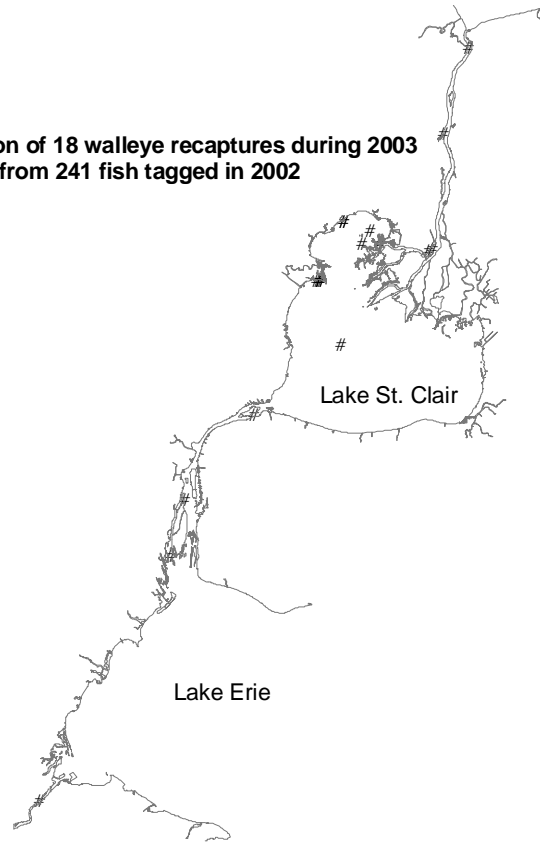 on of 18 walleye recaptures during 2003
from 241 fish tagged in 2002
Lake St. Clair
Lake Erie